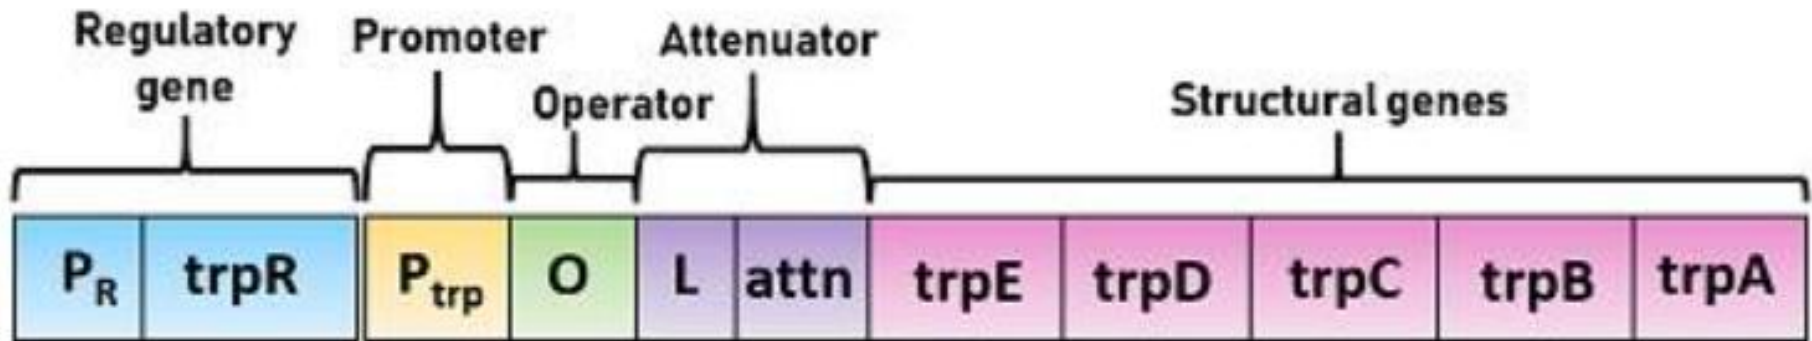 Regulatory
gene
Promoter
Operator
Attenuator
Structural genes
PR
trpR
Ptrp
O
L
attn
trpE
trpD
trpC
trpB
trpA